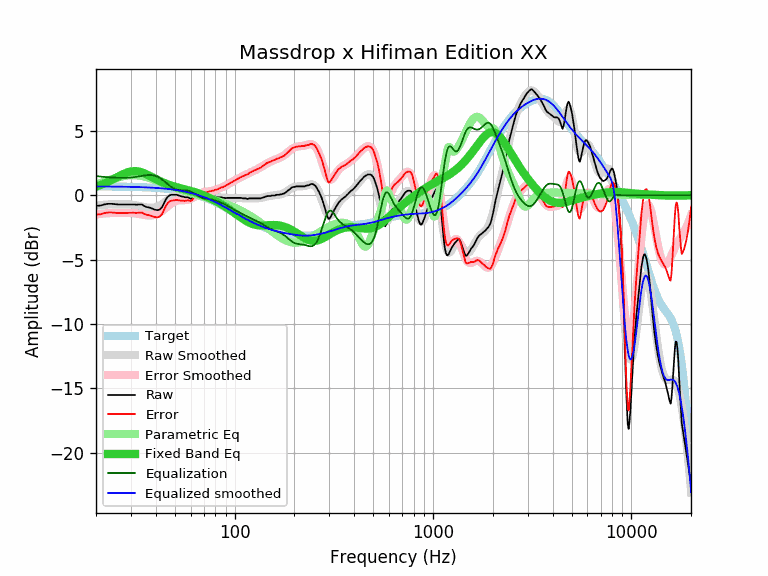 Massdrop x Hifiman Edition XX
Amplitude (dBr)
5
0
−5
−10
−15
−20
Target
Raw Smoothed
Error Smoothed
Raw
Error
Parametric Eq
Fixed Band Eq
Equalization
Equalized smoothed
100
1000
10000
Frequency (Hz)